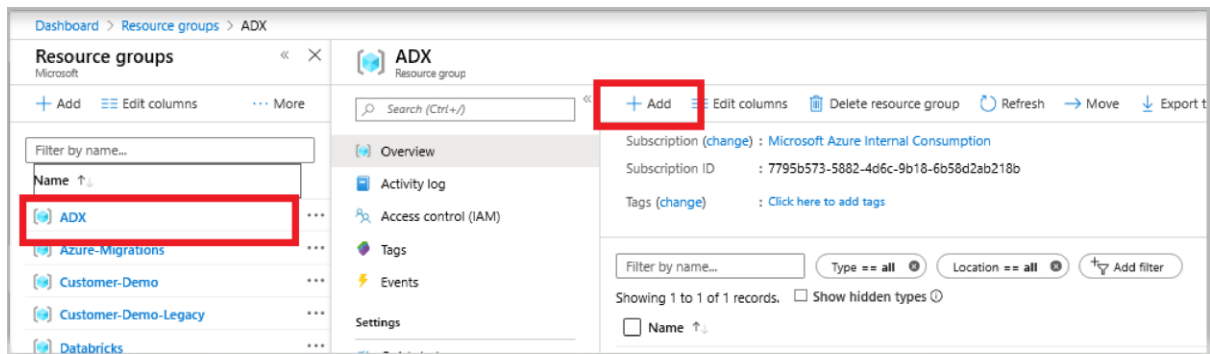 Dashboard > Resource groups > ADX
Resource groups
Microsoft
+ Add Edit columns ··· More
Filter by name...
Name ↑↓
ADX ···
Azure-Migrations ···
Customer-Demo ···
Customer-Demo-Legacy ···
Databricks ···
ADX
Resource group
Search (Ctrl+/)
Overview
Activity log
Access control (IAM)
Tags
Events
Settings
+ Add Edit columns Delete resource group Refresh → Move Export t
Subscription (change) : Microsoft Azure Internal Consumption
Subscription ID : 7795b573-5882-4d6c-9b18-6b58d2ab218b
Tags (change) : Click here to add tags
Filter by name... Type == all Location == all Add filter
Showing 1 to 1 of 1 records. Show hidden types
Name ↑↓